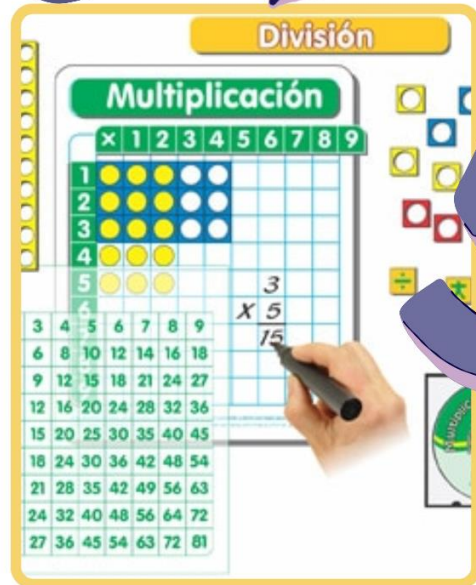 División
Multiplicación
× 1 2 3 4 5 6 7 8 9
1
2
3
4
5
3
X 5
15
3 4 5 6 7 8 9
6 8 10 12 14 16 18
9 12 15 18 21 24 27
12 16 20 24 28 32 36
15 20 25 30 35 40 45
18 24 30 36 42 48 54
21 28 35 42 49 56 63
24 32 40 48 56 64 72
27 36 45 54 63 72 81
÷